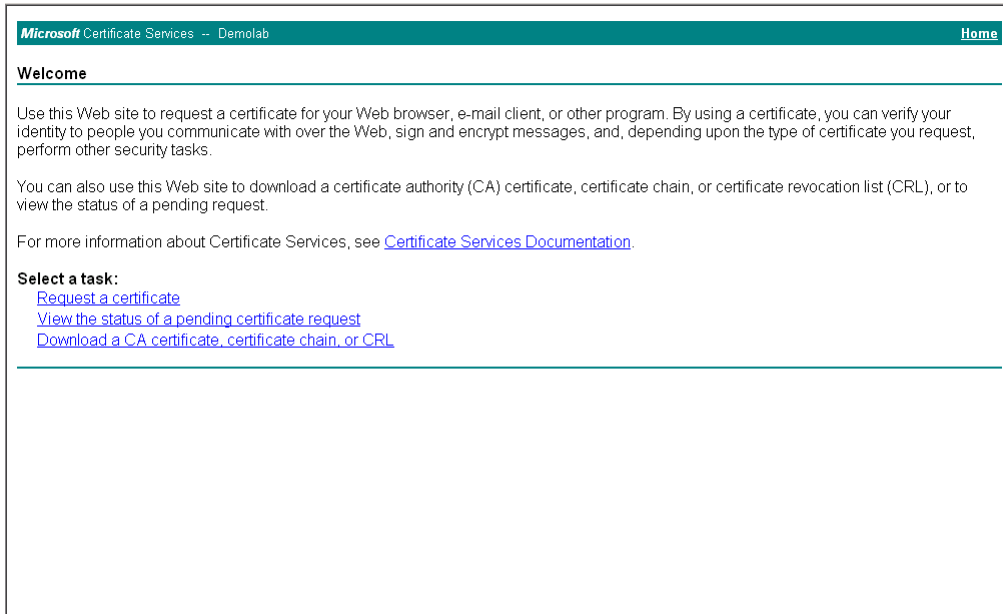 Microsoft Certificate Services -- Demolab Home
Welcome
Use this Web site to request a certificate for your Web browser, e-mail client, or other program. By using a certificate, you can verify your
identity to people you communicate with over the Web, sign and encrypt messages, and, depending upon the type of certificate you request,
perform other security tasks.
You can also use this Web site to download a certificate authority (CA) certificate, certificate chain, or certificate revocation list (CRL), or to
view the status of a pending request.
For more information about Certificate Services, see Certificate Services Documentation.
Select a task:
Request a certificate
View the status of a pending certificate request
Download a CA certificate, certificate chain, or CRL